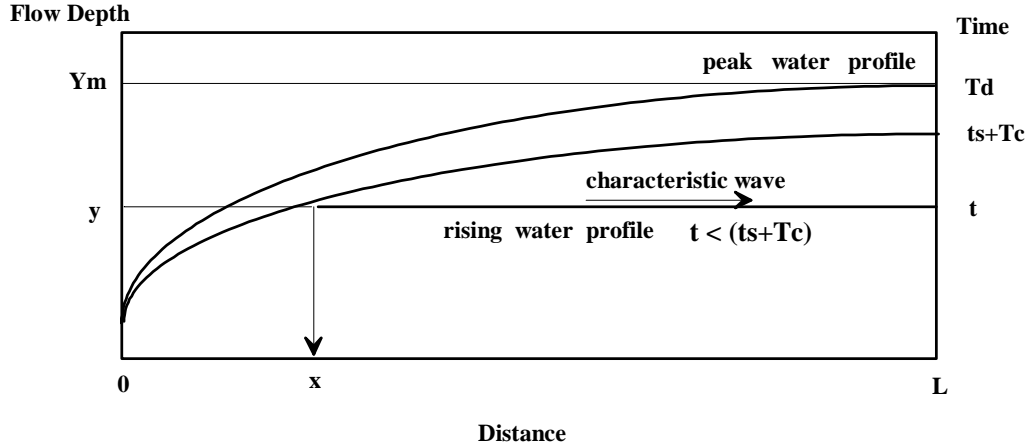 Flow Depth
Time
peak water profile
Ym
Td
ts+Tc
characteristic wave
y
t
rising water profile t < (ts+Tc)
0
x
L
Distance